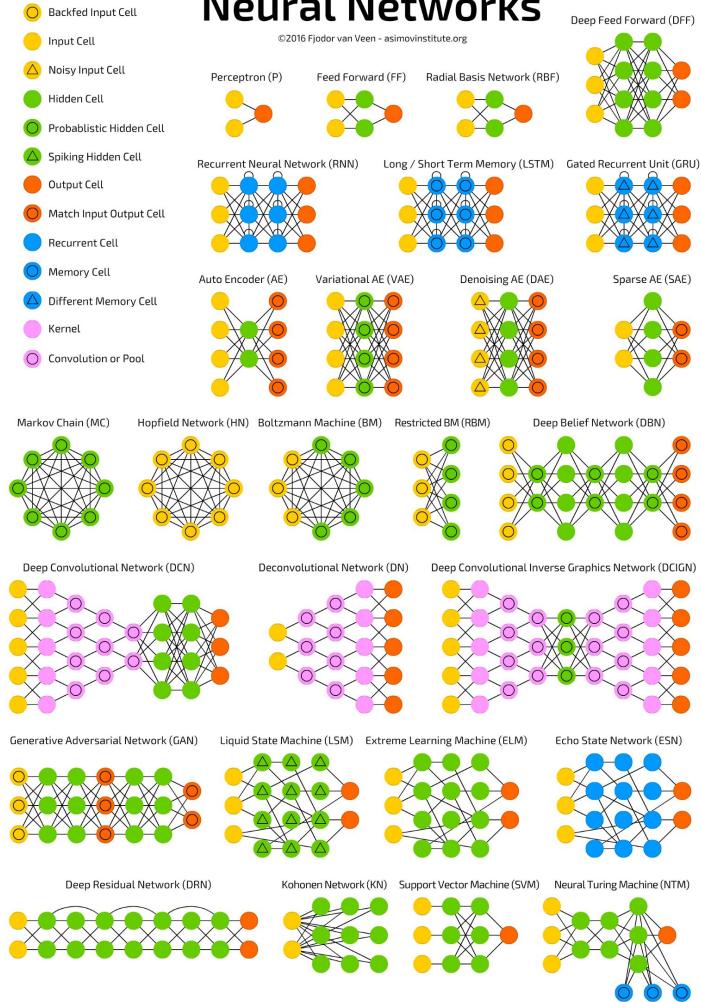 Neural Networks
©2016 Fjodor van Veen - asimovinstitute.org
Backfed Input Cell
Input Cell
Noisy Input Cell
Hidden Cell
Probablistic Hidden Cell
Spiking Hidden Cell
Output Cell
Match Input Output Cell
Recurrent Cell
Memory Cell
Different Memory Cell
Kernel
Convolution or Pool
Deep Feed Forward (DFF)
Perceptron (P)
Feed Forward (FF)
Radial Basis Network (RBF)
Recurrent Neural Network (RNN)
Long / Short Term Memory (LSTM)
Gated Recurrent Unit (GRU)
Auto Encoder (AE)
Variational AE (VAE)
Denoising AE (DAE)
Sparse AE (SAE)
Markov Chain (MC)
Hopfield Network (HN)
Boltzmann Machine (BM)
Restricted BM (RBM)
Deep Belief Network (DBN)
Deep Convolutional Network (DCN)
Deconvolutional Network (DN)
Deep Convolutional Inverse Graphics Network (DCIGN)
Generative Adversarial Network (GAN)
Liquid State Machine (LSM)
Extreme Learning Machine (ELM)
Echo State Network (ESN)
Deep Residual Network (DRN)
Kohonen Network (KN)
Support Vector Machine (SVM)
Neural Turing Machine (NTM)